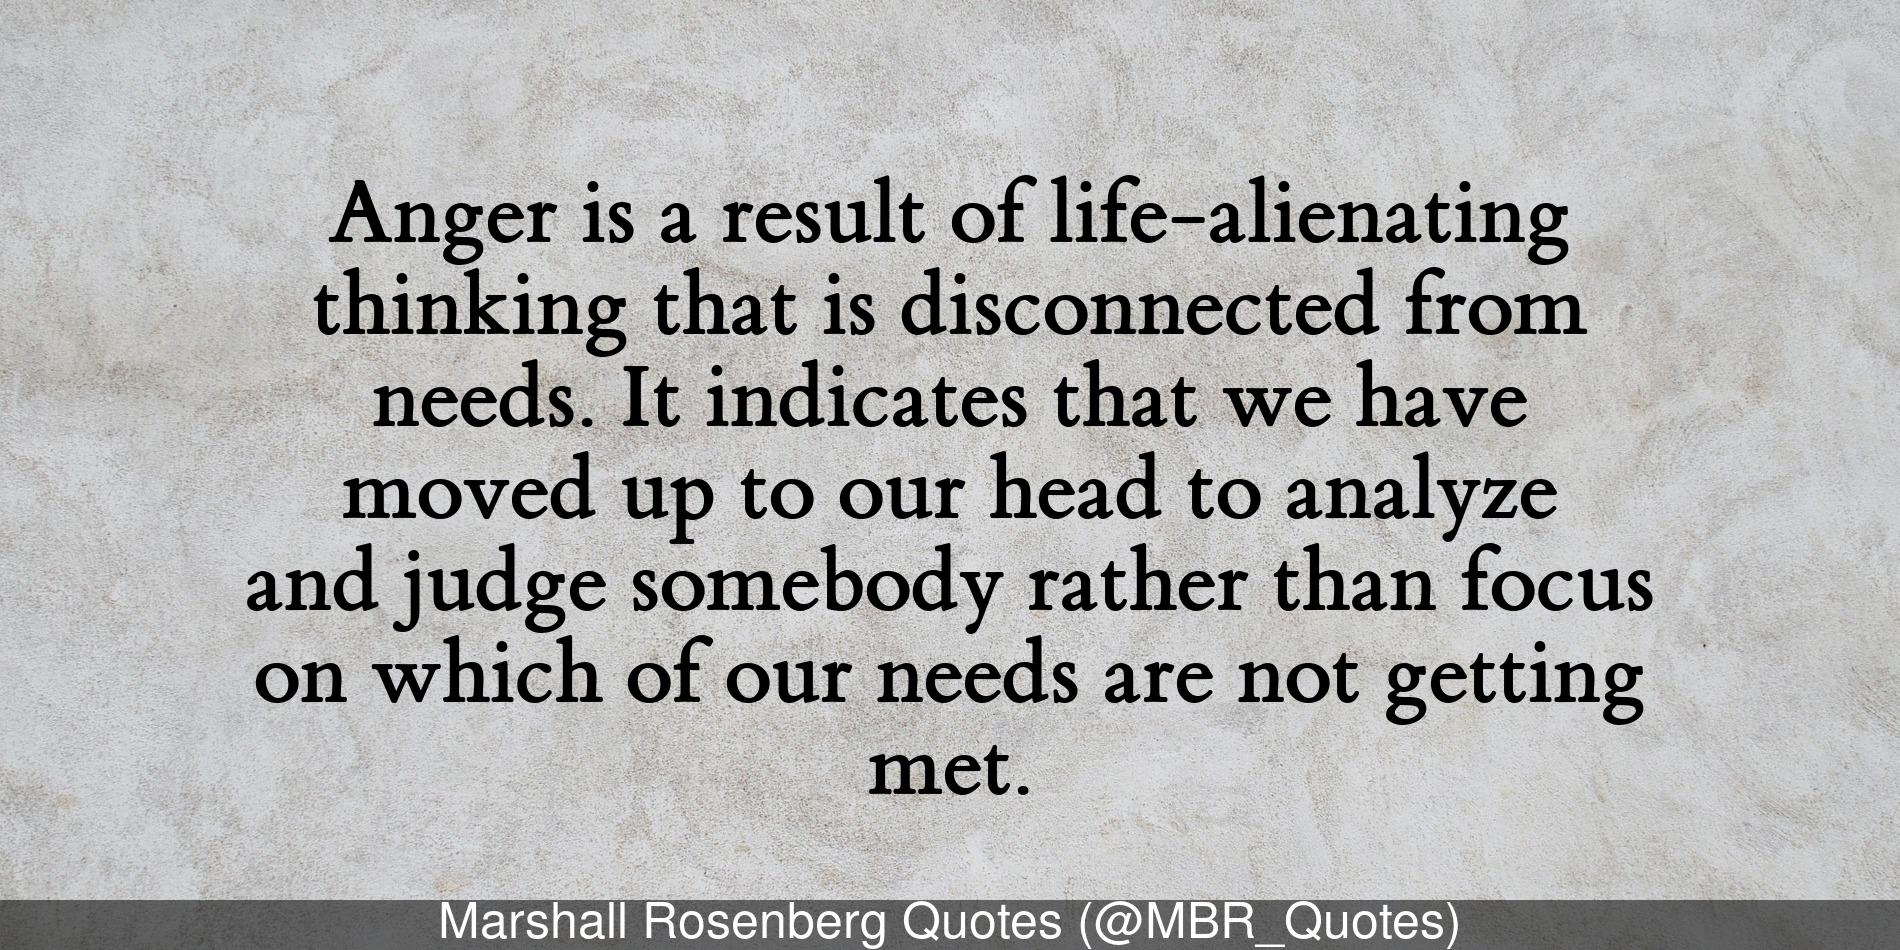 Anger is a result of life-alienating
thinking that is disconnected from
needs. It indicates that we have
moved up to our head to analyze
and judge somebody rather than focus
on which of our needs are not getting
met.
Marshall Rosenberg Quotes (@MBR_Quotes)